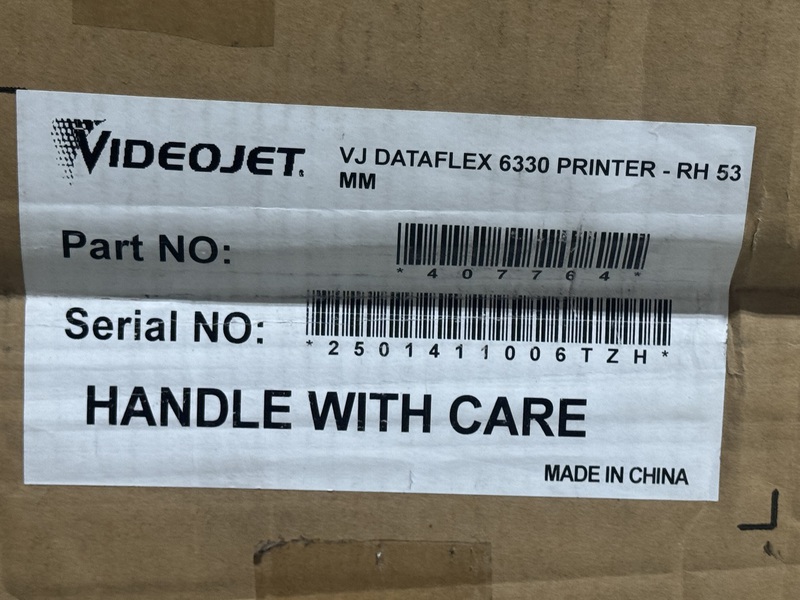 VIDEOJET
VJ DATAFLEX 6330 PRINTER - RH 53
MM
Part NO:
*407764*
Serial NO:
*2501411006TZH*
HANDLE WITH CARE
MADE IN CHINA